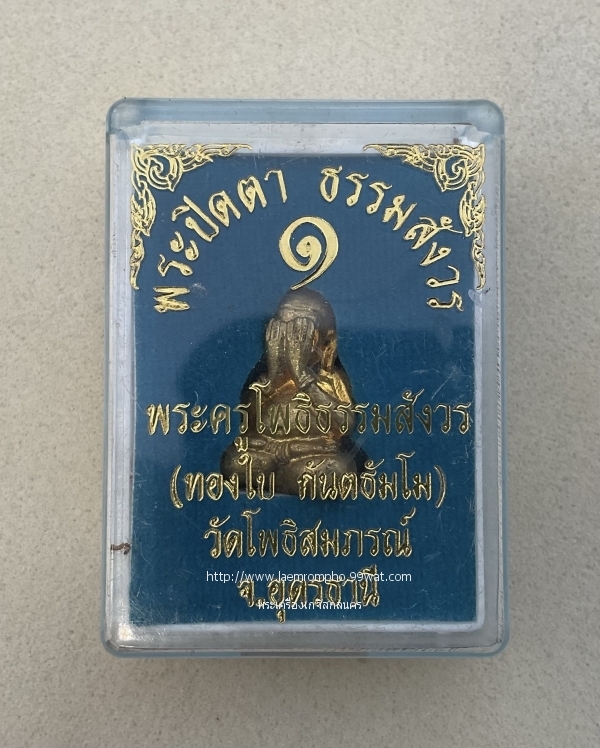 พระปิดตา ธรรมสังวร
๑
พระครูโพธิธรรมสังวร
(ทองใบ กันตธัมโม)
วัดโพธิสมภรณ์
http://www.laemrompho.99wat.com
จ.อุดรธานี